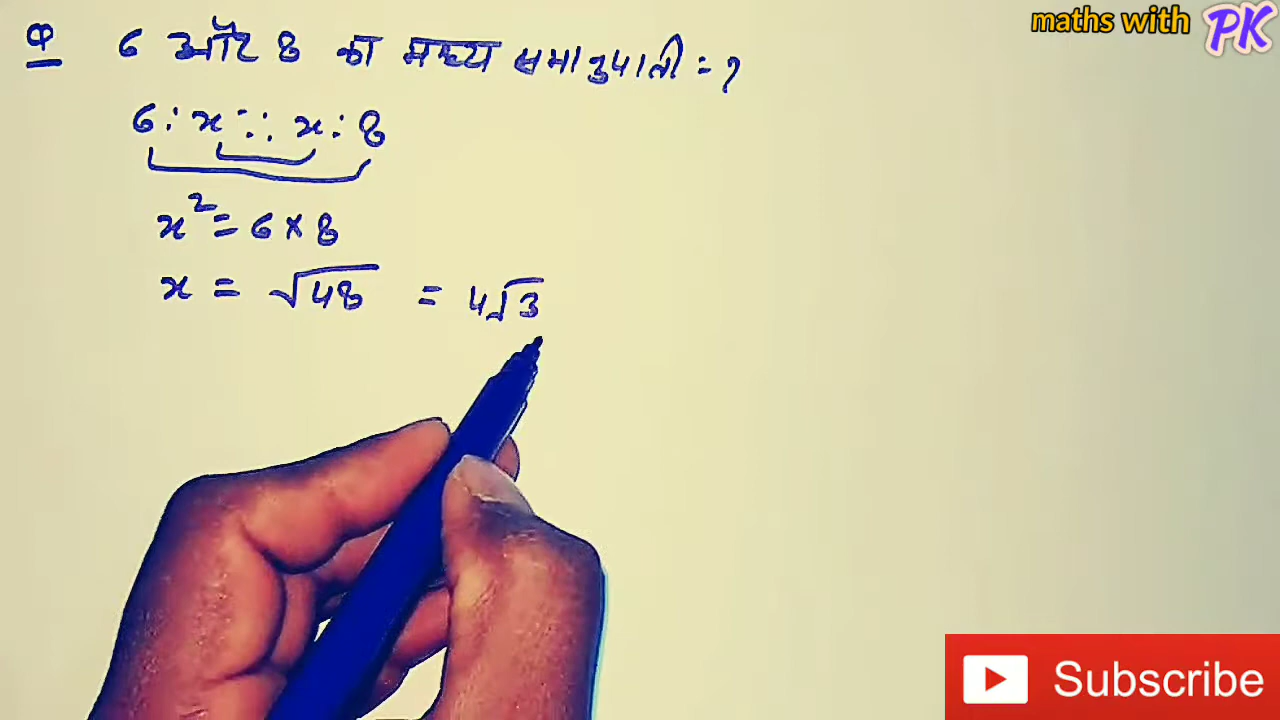 maths with PK
Q 6 और 8 का मध्य समानुपाती = ?
6 : x :: x : 8
x² = 6 × 8
x = √48 = 4√3
Subscribe